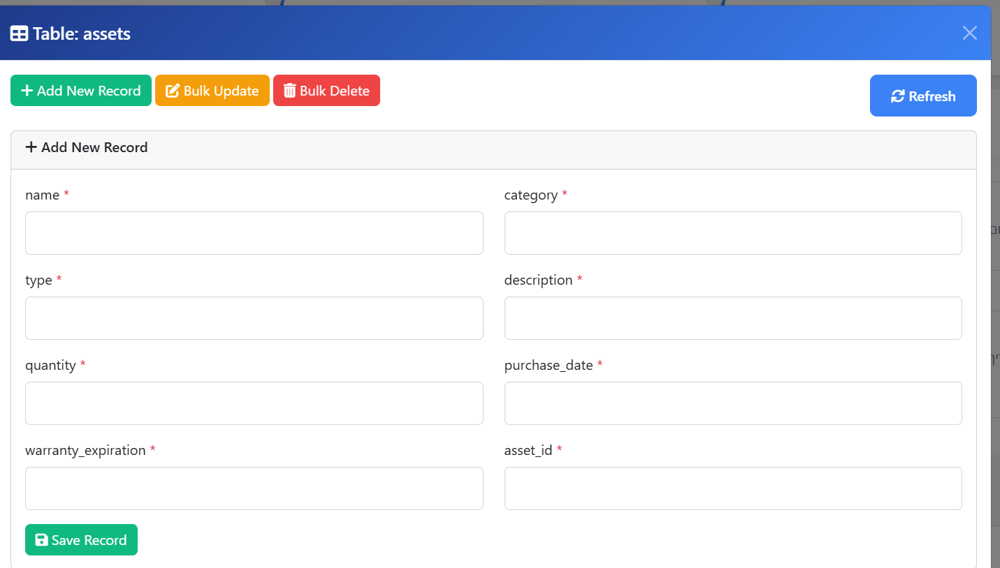 Table: assets
Add New Record
Bulk Update
Bulk Delete
Refresh
Add New Record
name *
category *
type *
description *
quantity *
purchase_date *
warranty_expiration *
asset_id *
Save Record